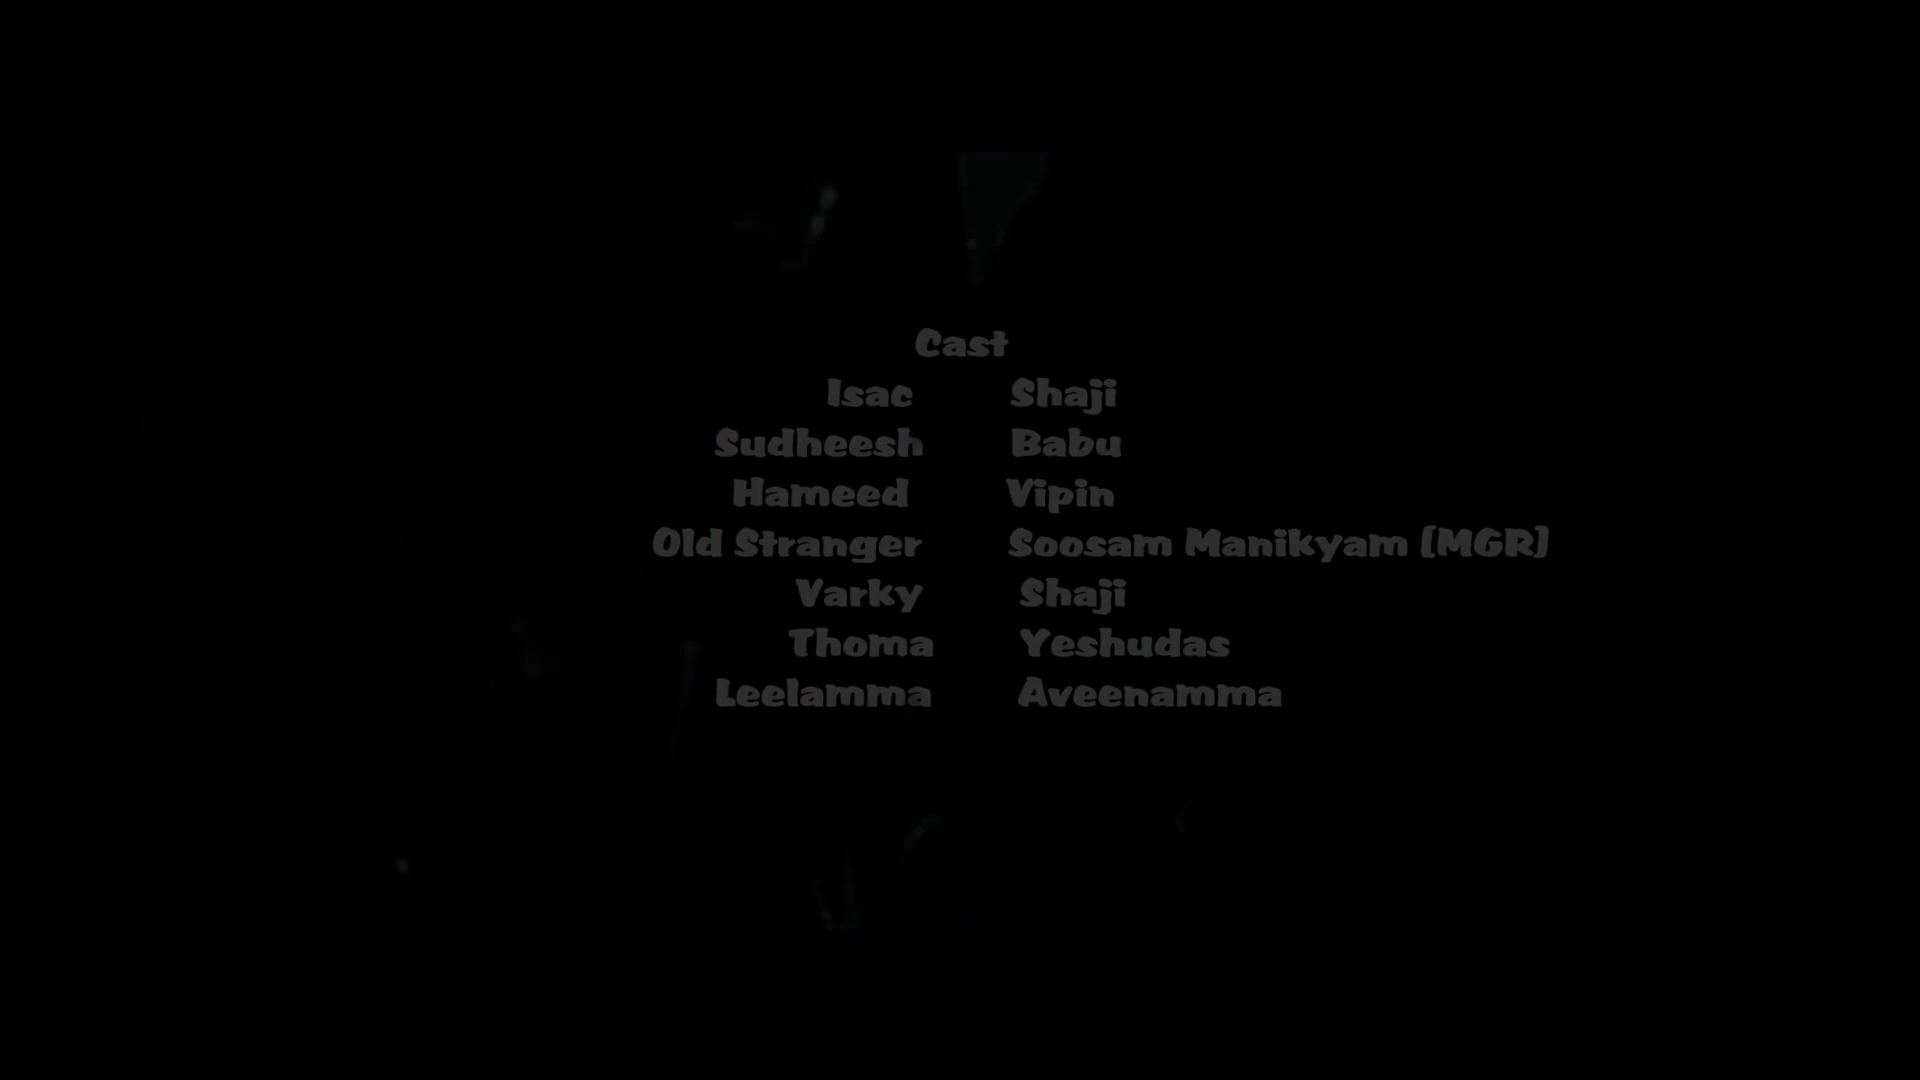 Cast
Isac Shaji
Sudheesh Babu
Hameed Vipin
Old Stranger Soosam Manikyam (MGR)
Varky Shaji
Thoma Yeshudas
Leelamma Aveenamma